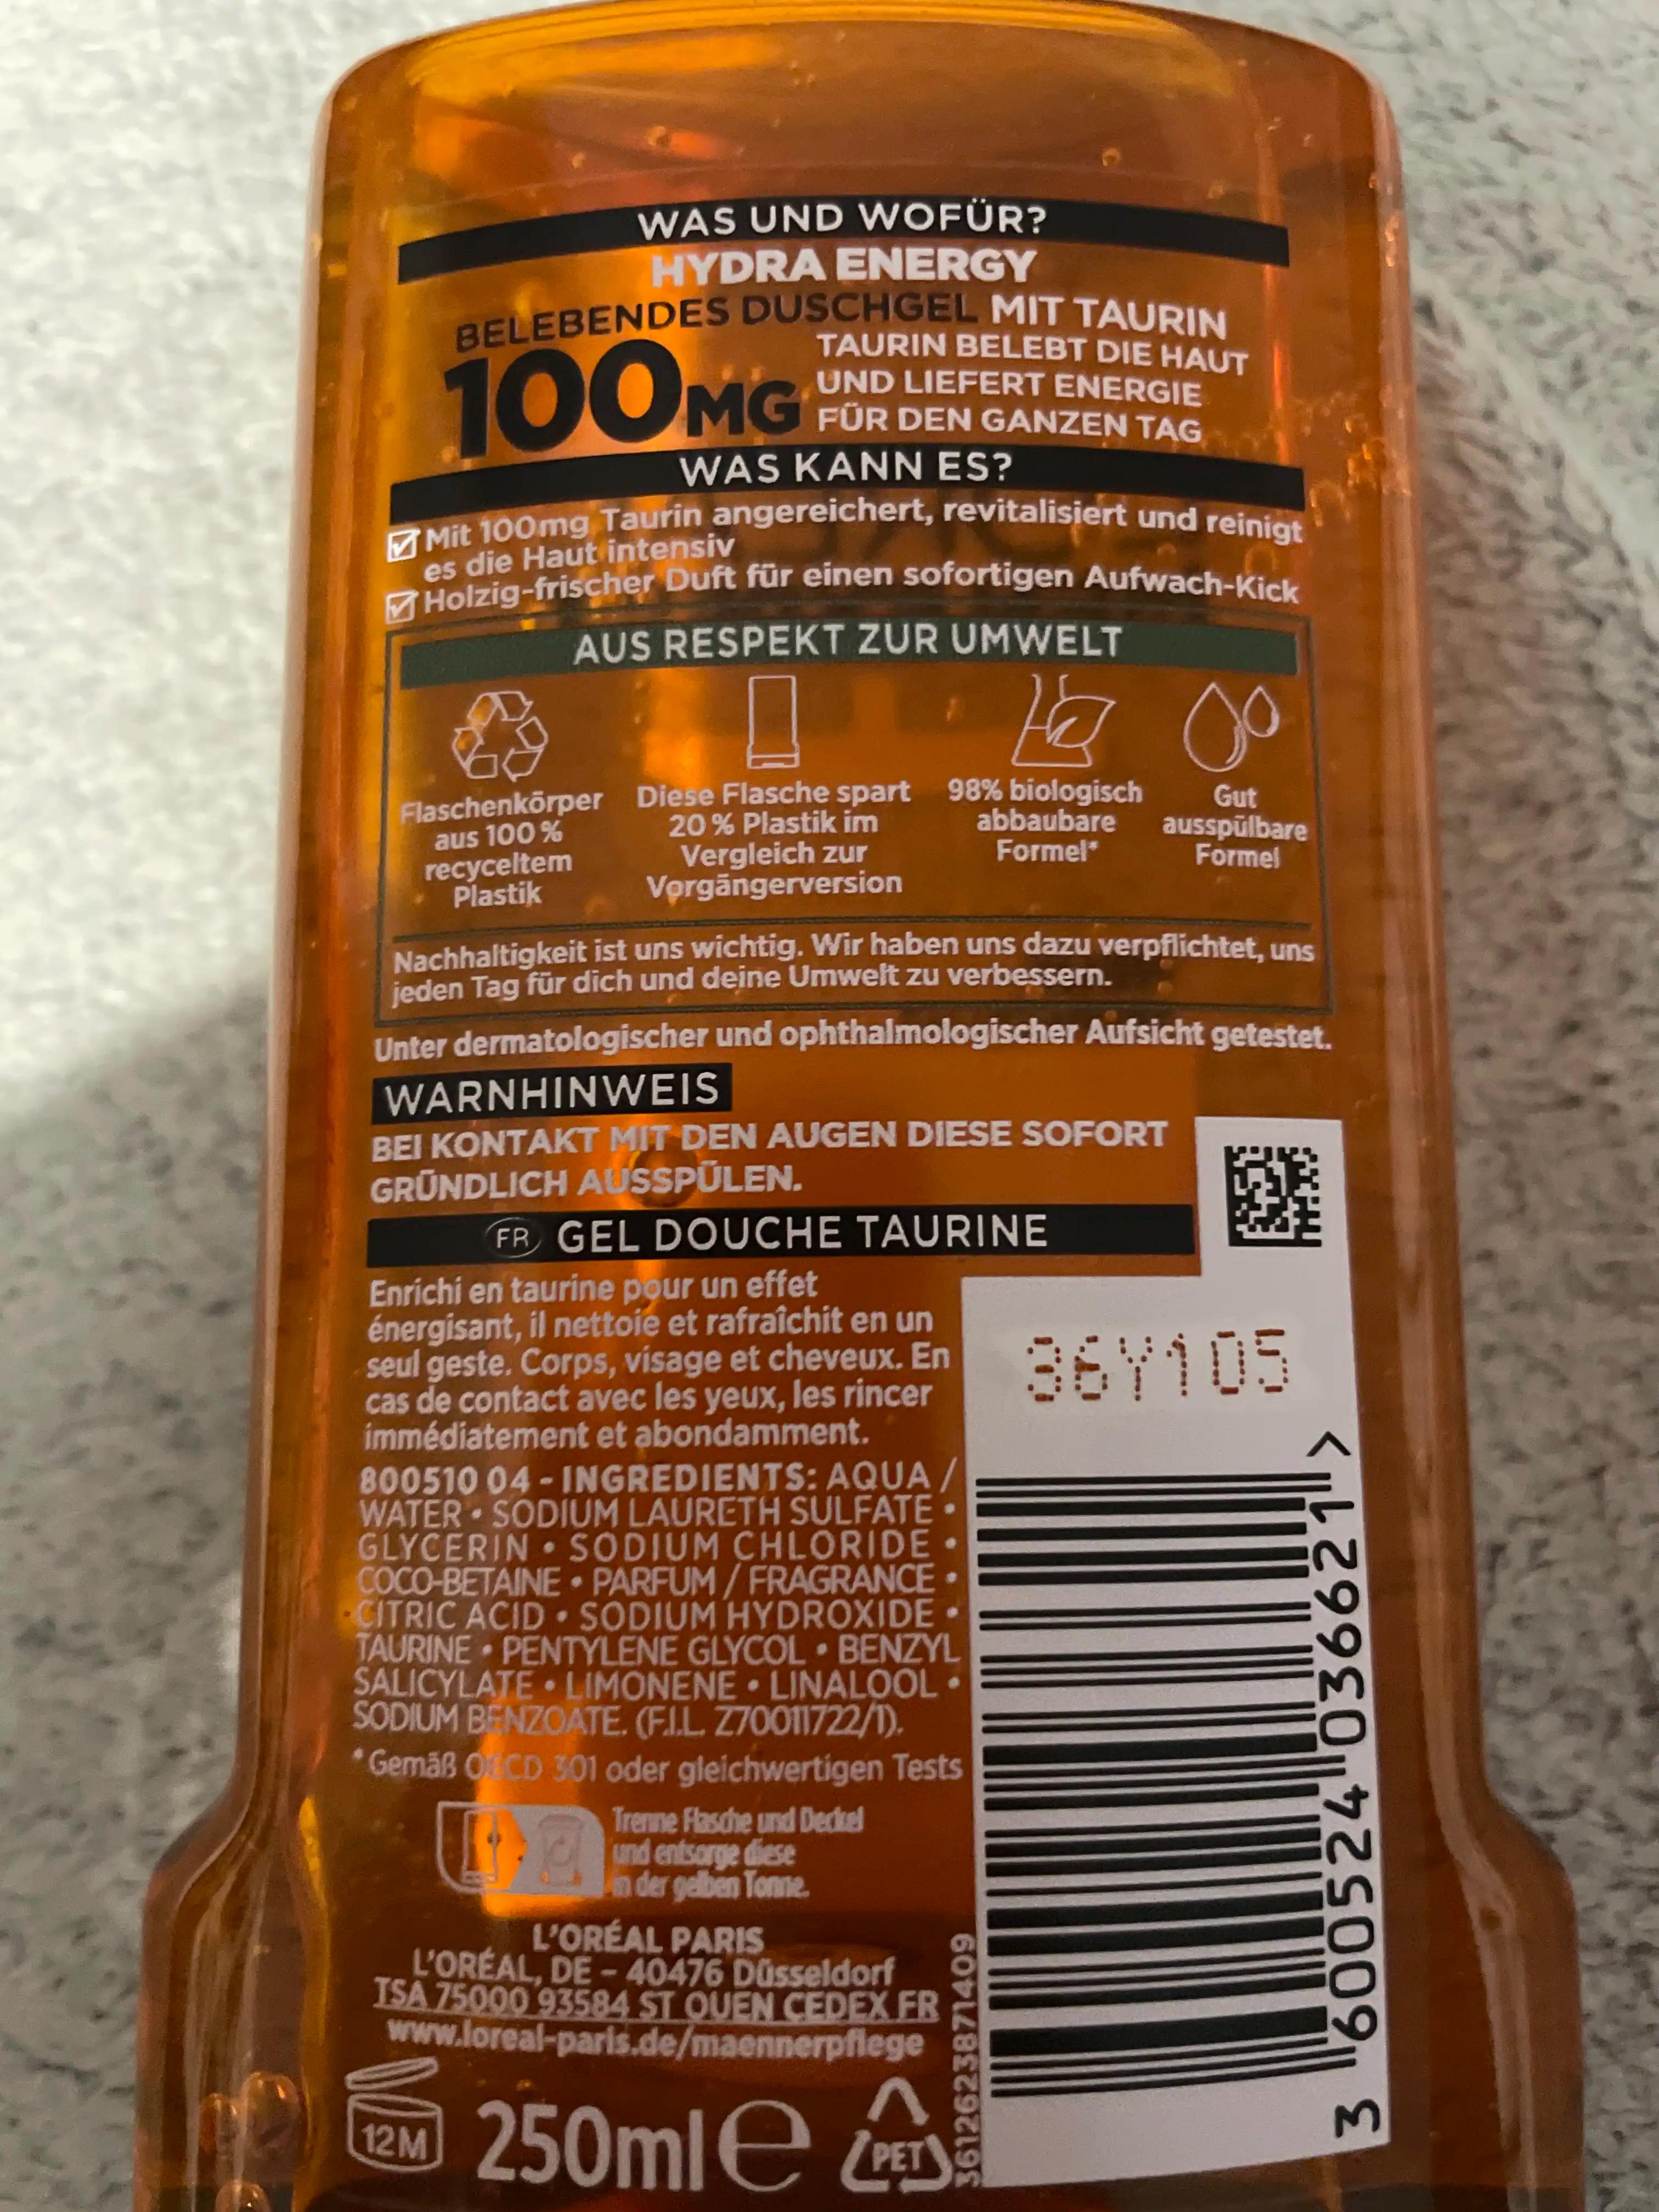 WAS UND WOFÜR?
HYDRA ENERGY
BELEBENDES DUSCHGEL MIT TAURIN
100MG
TAURIN BELEBT DIE HAUT
UND LIEFERT ENERGIE
FÜR DEN GANZEN TAG
WAS KANN ES?
Mit 100mg Taurin angereichert, revitalisiert und reinigt
es die Haut intensiv
Holzig-frischer Duft für einen sofortigen Aufwach-Kick
AUS RESPEKT ZUR UMWELT
Flaschenkörper
aus 100 %
recyceltem
Plastik
Diese Flasche spart
20 % Plastik im
Vergleich zur
Vorgängerversion
98% biologisch
abbaubare
Formel*
Gut
ausspülbare
Formel
Nachhaltigkeit ist uns wichtig. Wir haben uns dazu verpflichtet, uns
jeden Tag für dich und deine Umwelt zu verbessern.
Unter dermatologischer und ophthalmologischer Aufsicht getestet.
WARNHINWEIS
BEI KONTAKT MIT DEN AUGEN DIESE SOFORT
GRÜNDLICH AUSSPÜLEN.
FR GEL DOUCHE TAURINE
Enrichi en taurine pour un effet
énergisant, il nettoie et rafraîchit en un
seul geste. Corps, visage et cheveux. En
cas de contact avec les yeux, les rincer
immédiatement et abondamment.
800510 04 - INGREDIENTS: AQUA /
WATER • SODIUM LAURETH SULFATE •
GLYCERIN • SODIUM CHLORIDE •
COCO-BETAINE • PARFUM / FRAGRANCE •
CITRIC ACID • SODIUM HYDROXIDE •
TAURINE • PENTYLENE GLYCOL • BENZYL
SALICYLATE • LIMONENE • LINALOOL •
SODIUM BENZOATE. (F.I.L. Z70011722/1).
*Gemäß OECD 301 oder gleichwertigen Tests
Trenne Flasche und Deckel
und entsorge diese
in der gelben Tonne.
L'ORÉAL PARIS
L'ORÉAL, DE – 40476 Düsseldorf
TSA 75000 93584 ST OUEN CEDEX FR
www.loreal-paris.de/maennerpflege
12M
250ml e
PET
36Y105
3 600524 036621 >
3612623871409